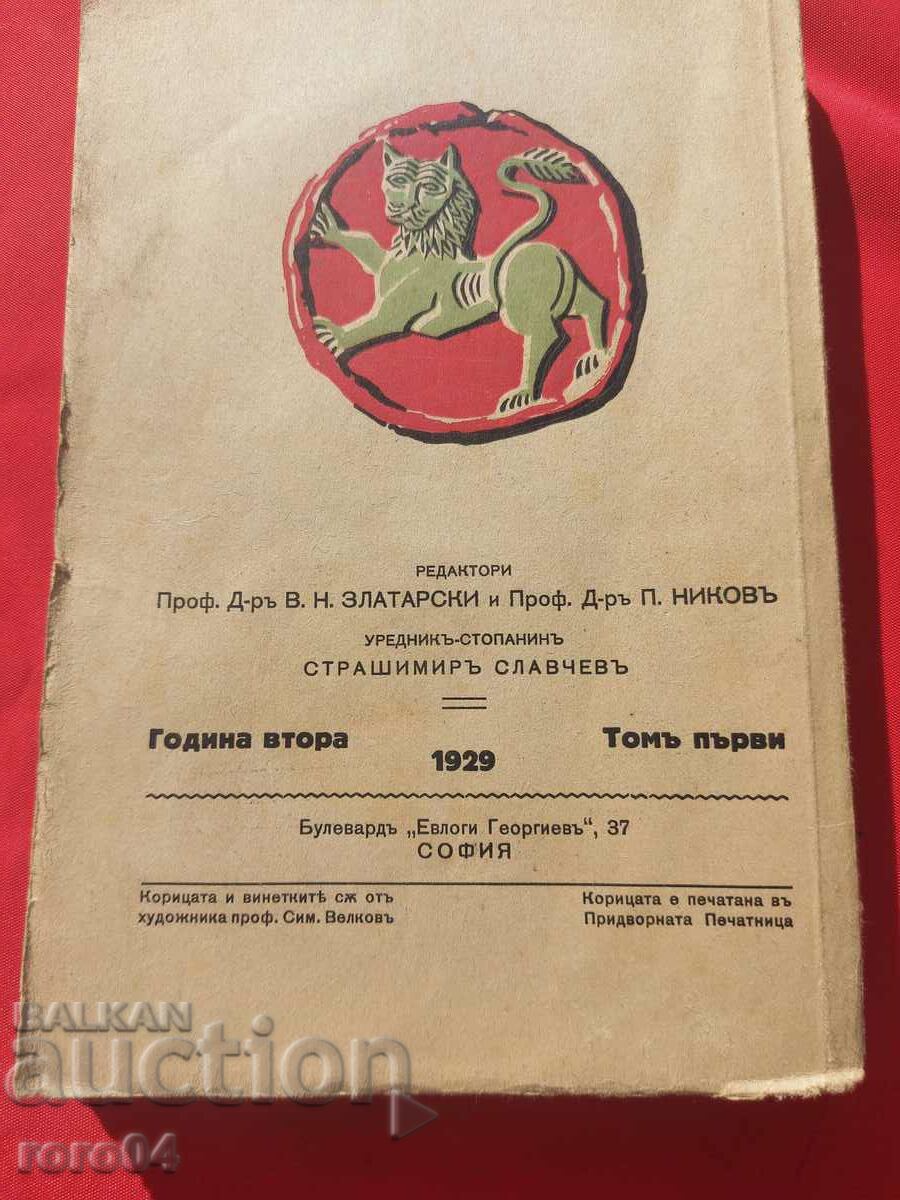 РЕДАКТОРИ
Проф. Д-ръ В. Н. ЗЛАТАРСКИ и Проф. Д-ръ П. НИКОВЪ
УРЕДНИКЪ-СТОПАНИНЪ
СТРАШИМИРЪ СЛАВЧЕВЪ
Година втора 1929 Томъ първи
Булевардъ „Евлоги Георгиевъ“, 37
СОФИЯ
Корицата и винеткитѣ сѫ отъ
художника проф. Сим. Велковъ
Корицата е печатана въ
Придворната Печатница
BALKAN
auction
roro04